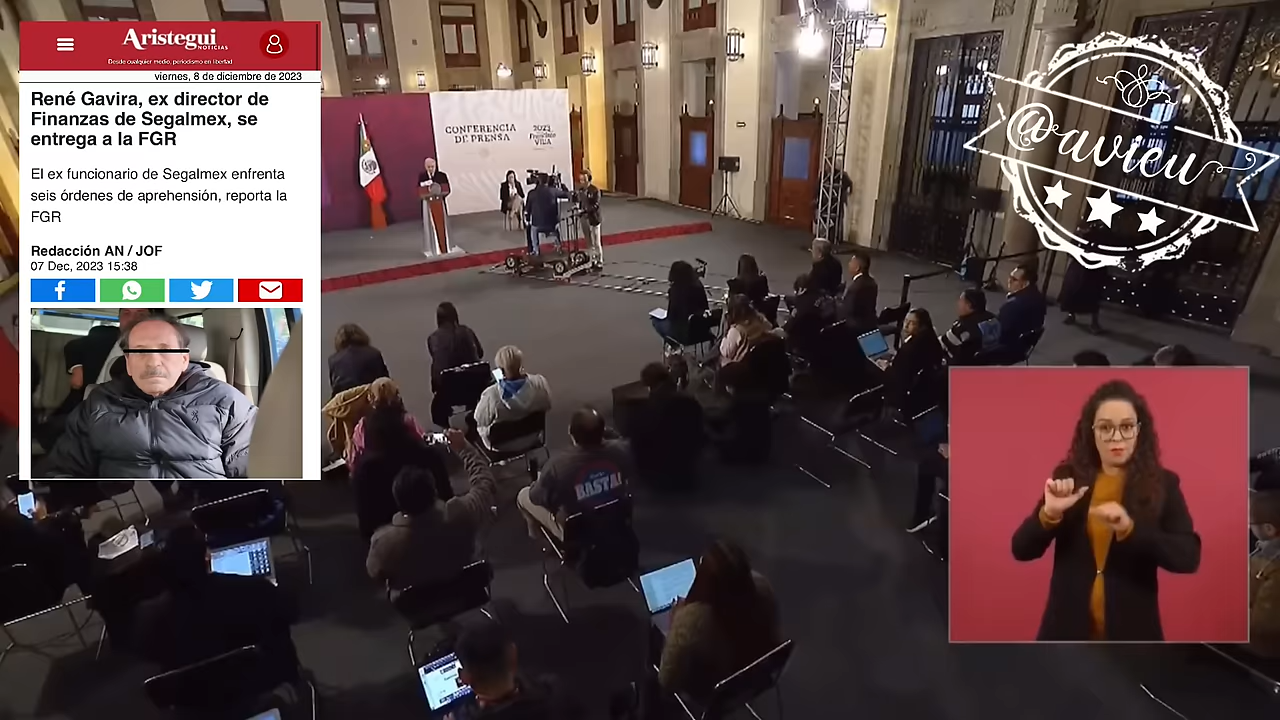 Aristegui
NOTICIAS
Desde cualquier medio, periodismo en libertad
viernes, 8 de diciembre de 2023
René Gavira, ex director de
Finanzas de Segalmex, se
entrega a la FGR
El ex funcionario de Segalmex enfrenta
seis órdenes de aprehensión, reporta la
FGR
Redacción AN / JOF
07 Dec, 2023 15:38
CONFERENCIA
DE PRENSA
2023
Francisco
VILLA
@avieu
BASTA!